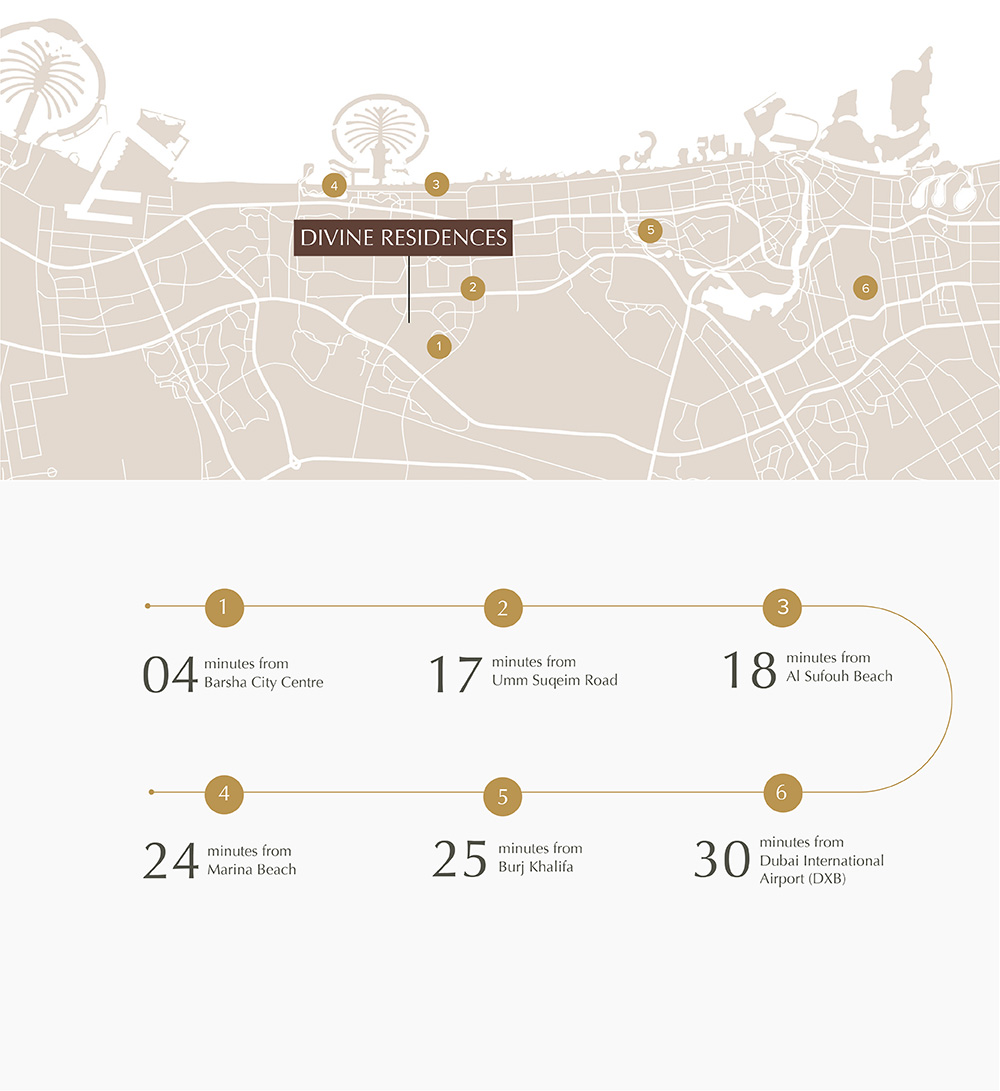 4
3
DIVINE RESIDENCES
5
2
6
1
1
2
3
04 minutes from
Barsha City Centre
17 minutes from
Umm Suqeim Road
18 minutes from
Al Sufouh Beach
4
5
6
24 minutes from
Marina Beach
25 minutes from
Burj Khalifa
30 minutes from
Dubai International
Airport (DXB)